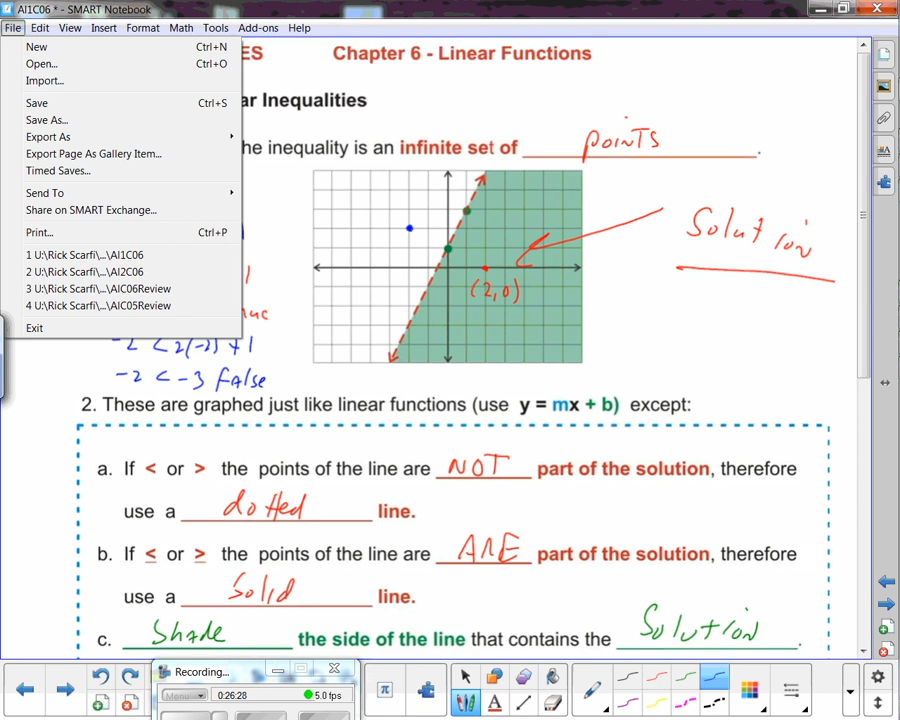 AI1C06 * - SMART Notebook
File Edit View Insert Format Math Tools Add-ons Help
New Ctrl+N
Open... Ctrl+O
Import...
Save Ctrl+S
Save As...
Export As
Export Page As Gallery Item...
Timed Saves...
Send To
Share on SMART Exchange...
Print... Ctrl+P
1 U:\Rick Scarfi\...\AI1C06
2 U:\Rick Scarfi\...\AI2C06
3 U:\Rick Scarfi\...\AIC06Review
4 U:\Rick Scarfi\...\AIC05Review
Exit
ES Chapter 6 - Linear Functions
ar Inequalities
he inequality is an infinite set of points.
Solution
(2,0)
-2 < 2(-2) + 1
-2 < -3 False
2. These are graphed just like linear functions (use y = mx + b) except:
a. If < or > the points of the line are NOT part of the solution, therefore
use a dotted line.
b. If ≤ or ≥ the points of the line are ARE part of the solution, therefore
use a Solid line.
c. Shade the side of the line that contains the Solution.
Recording...
Menu 0:26:28 5.0 fps